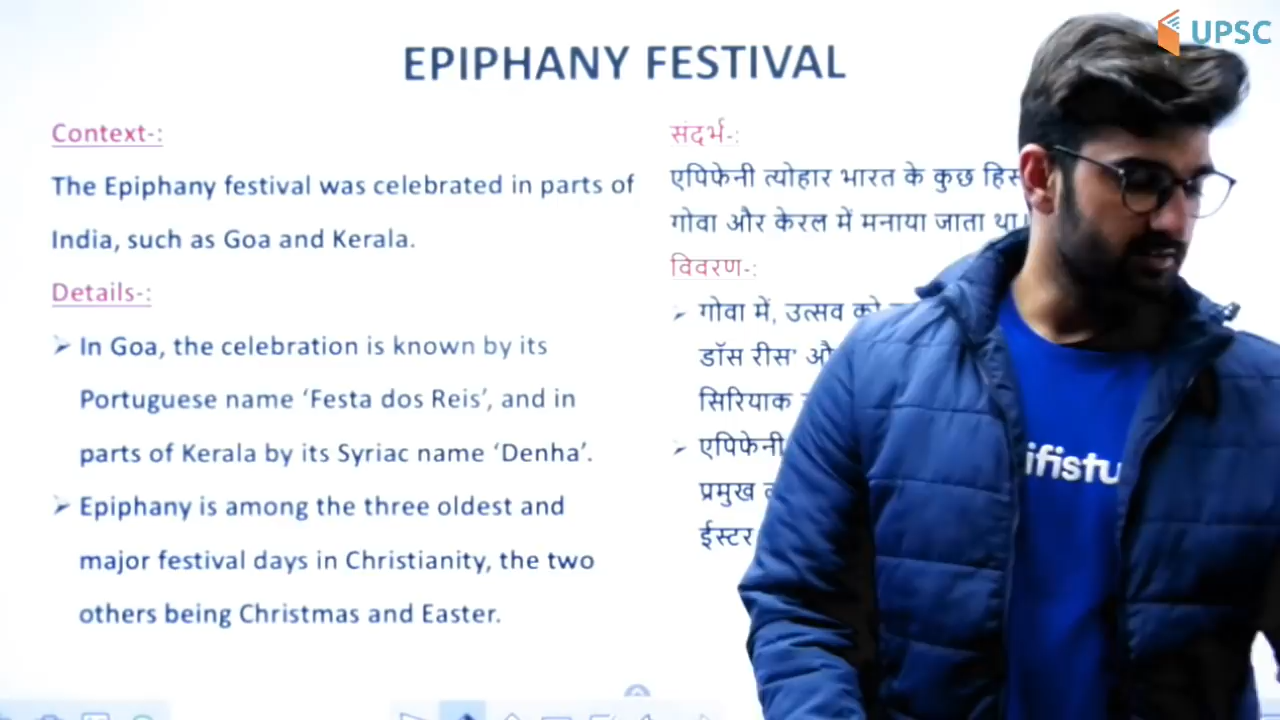 UPSC
EPIPHANY FESTIVAL
Context-:
The Epiphany festival was celebrated in parts of
India, such as Goa and Kerala.
Details-:
➢ In Goa, the celebration is known by its
Portuguese name ‘Festa dos Reis’, and in
parts of Kerala by its Syriac name ‘Denha’.
➢ Epiphany is among the three oldest and
major festival days in Christianity, the two
others being Christmas and Easter.
संदर्भ-:
एपिफेनी त्योहार भारत के कुछ
गोवा और केरल में मनाया जाता था।
विवरण-:
➢ गोवा में, उत्सव को
डॉस रीस'
सिरियाक
➢ एपिफेनी
प्रमुख
ईस्टर
ifistu